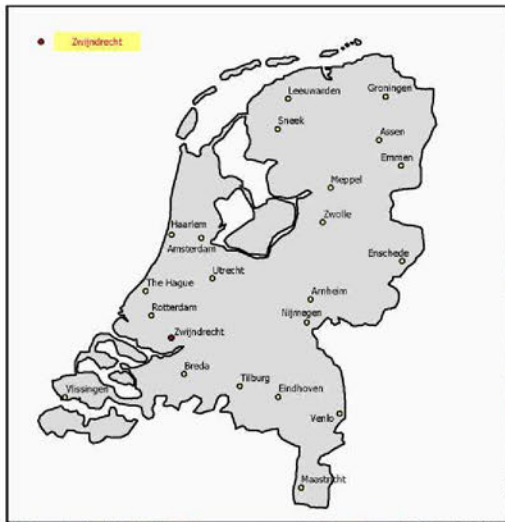 Zwijndrecht
Leeuwarden
Groningen
Sneek
Assen
Emmen
Meppel
Zwolle
Haarlem
Amsterdam
Enschede
Utrecht
The Hague
Arnheim
Rotterdam
Nijmegen
Zwijndrecht
Breda
Tilburg
Eindhoven
Vlissingen
Venlo
Maastricht